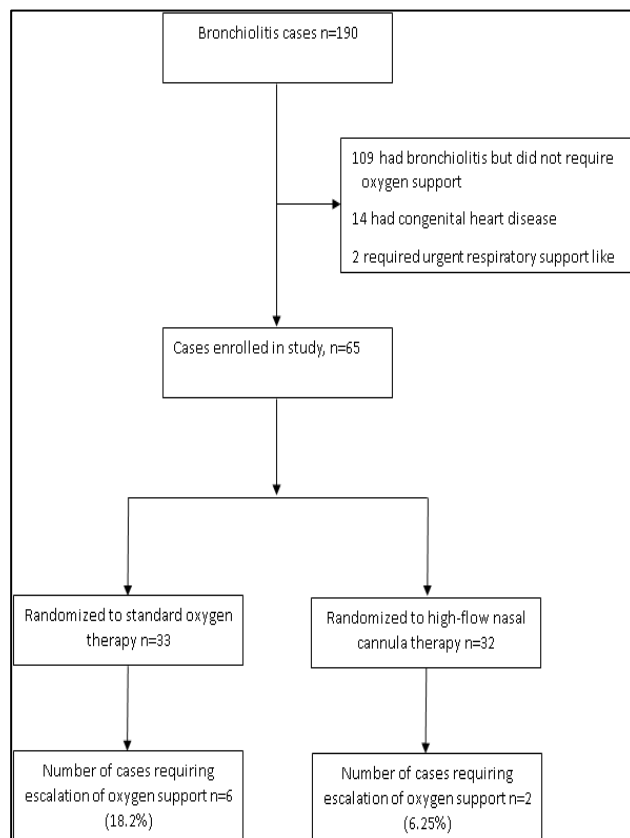 Bronchiolitis cases n=190
109 had bronchiolitis but did not require
oxygen support
14 had congenital heart disease
2 required urgent respiratory support like
Cases enrolled in study, n=65
Randomized to standard oxygen
therapy n=33
Randomized to high-flow nasal
cannula therapy n=32
Number of cases requiring
escalation of oxygen support n=6
(18.2%)
Number of cases requiring
escalation of oxygen support n=2
(6.25%)